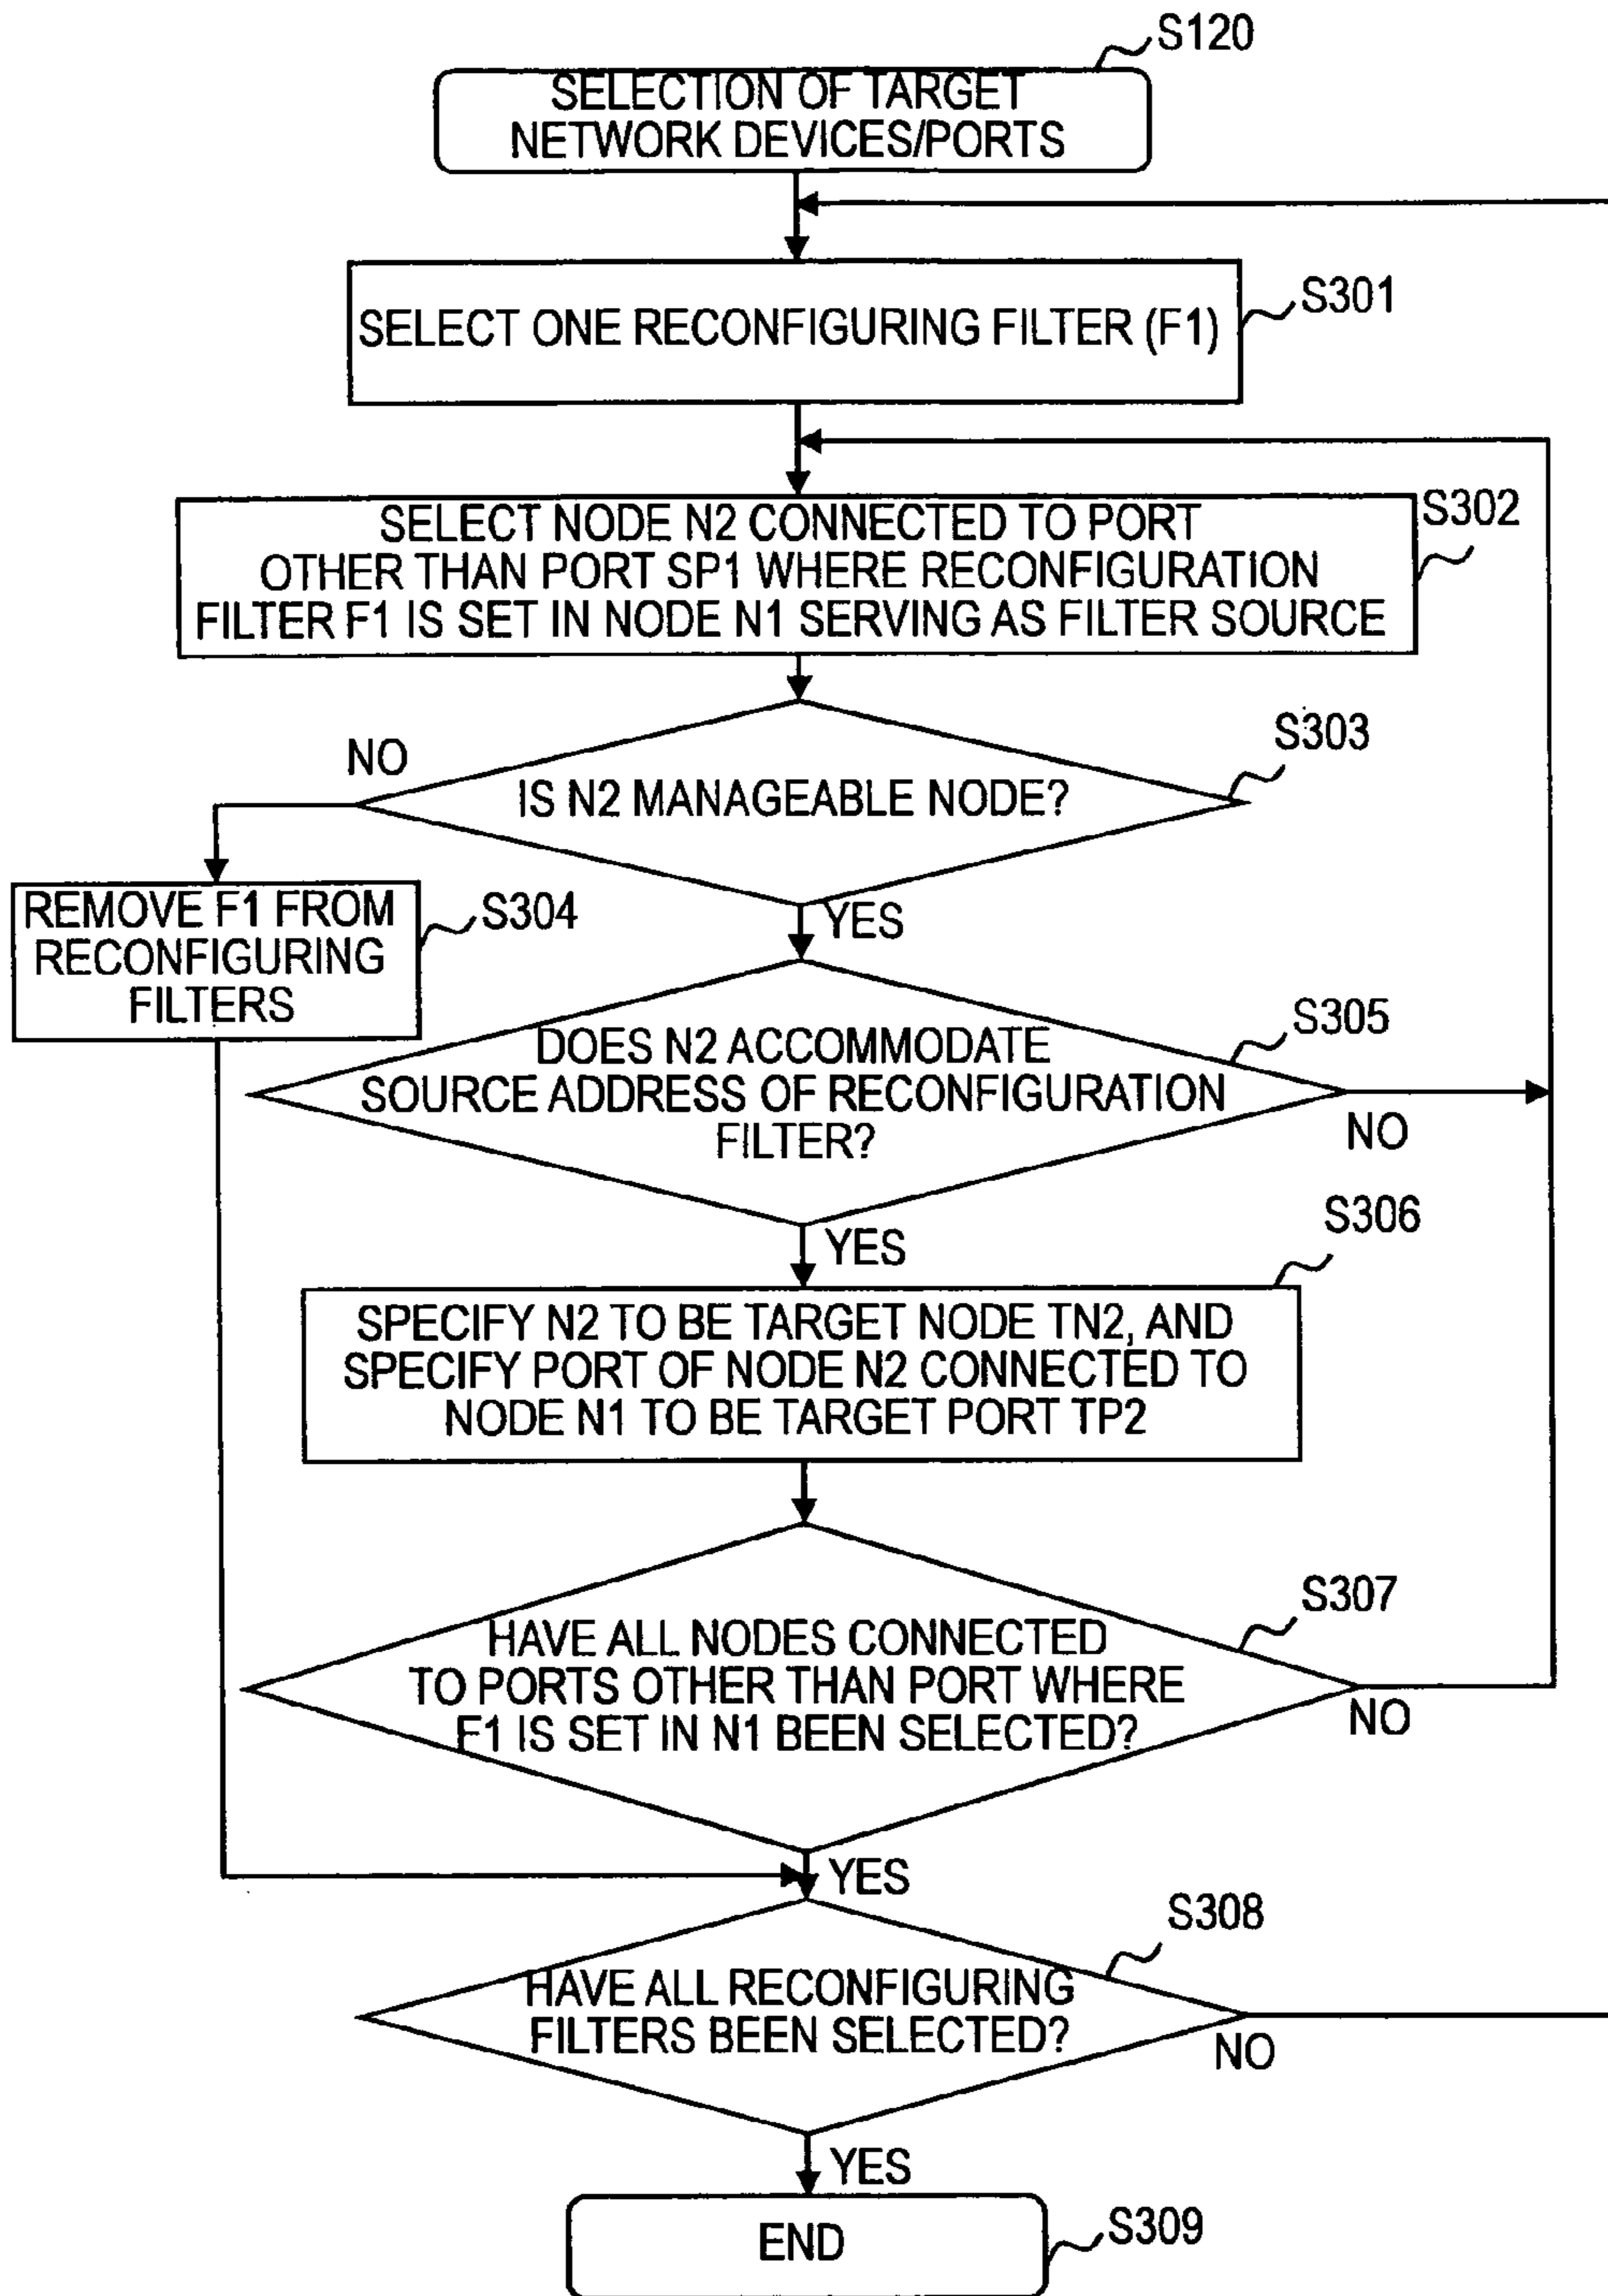 S120
SELECTION OF TARGET
NETWORK DEVICES/PORTS
S301
SELECT ONE RECONFIGURING FILTER (F1)
S302
SELECT NODE N2 CONNECTED TO PORT
OTHER THAN PORT SP1 WHERE RECONFIGURATION
FILTER F1 IS SET IN NODE N1 SERVING AS FILTER SOURCE
S303
NO
IS N2 MANAGEABLE NODE?
YES
REMOVE F1 FROM
RECONFIGURING
FILTERS
S304
S305
DOES N2 ACCOMMODATE
SOURCE ADDRESS OF RECONFIGURATION
FILTER?
NO
YES
S306
SPECIFY N2 TO BE TARGET NODE TN2, AND
SPECIFY PORT OF NODE N2 CONNECTED TO
NODE N1 TO BE TARGET PORT TP2
S307
HAVE ALL NODES CONNECTED
TO PORTS OTHER THAN PORT WHERE
F1 IS SET IN N1 BEEN SELECTED?
NO
YES
S308
HAVE ALL RECONFIGURING
FILTERS BEEN SELECTED?
NO
YES
END
S309